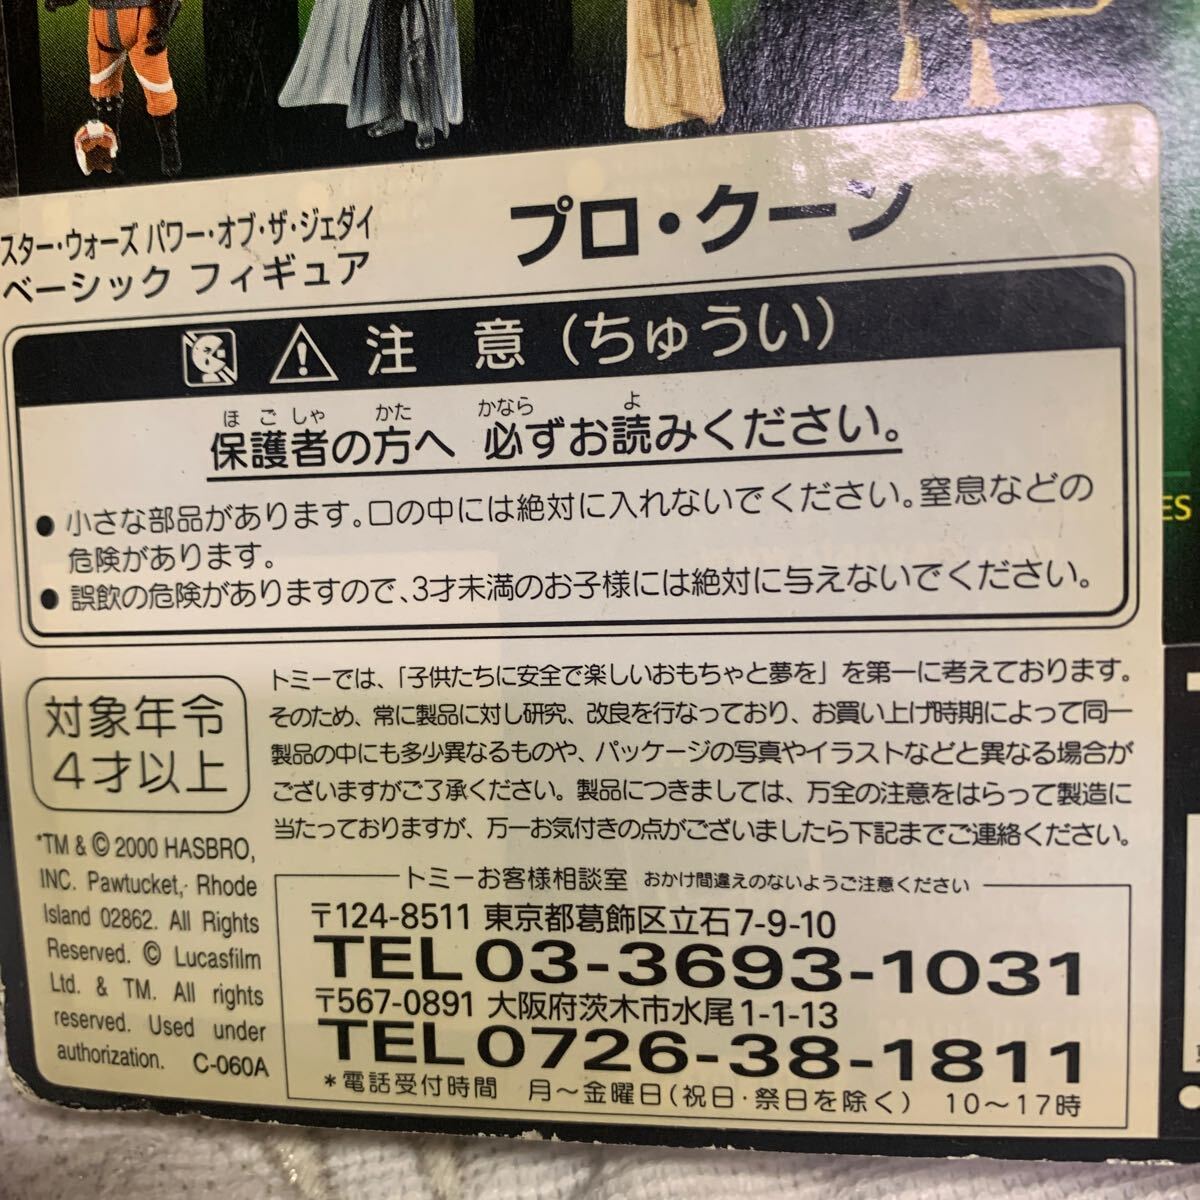 スター・ウォーズ パワー・オブ・ザ・ジェダイ
ベーシック フィギュア
プロ・クーン
注 意（ちゅうい）
ほごしゃ かた かなら よ
保護者の方へ 必ずお読みください。
● 小さな部品があります。口の中には絶対に入れないでください。窒息などの
危険があります。
● 誤飲の危険がありますので、3才未満のお子様には絶対に与えないでください。
ES
対象年令
4才以上
トミーでは、「子供たちに安全で楽しいおもちゃと夢を」を第一に考えております。
そのため、常に製品に対し研究、改良を行なっており、お買い上げ時期によって同一
製品の中にも多少異なるものや、パッケージの写真やイラストなどと異なる場合が
ございますがご了承ください。製品につきましては、万全の注意をはらって製造に
当たっておりますが、万一お気付きの点がございましたら下記までご連絡ください。
*TM & © 2000 HASBRO,
INC. Pawtucket, Rhode
Island 02862. All Rights
Reserved. © Lucasfilm
Ltd. & TM. All rights
reserved. Used under
authorization. C-060A
トミーお客様相談室 おかけ間違えのないようご注意ください
〒124-8511 東京都葛飾区立石7-9-10
TEL 03-3693-1031
〒567-0891 大阪府茨木市水尾1-1-13
TEL 0726-38-1811
*電話受付時間 月～金曜日（祝日・祭日を除く） 10～17時